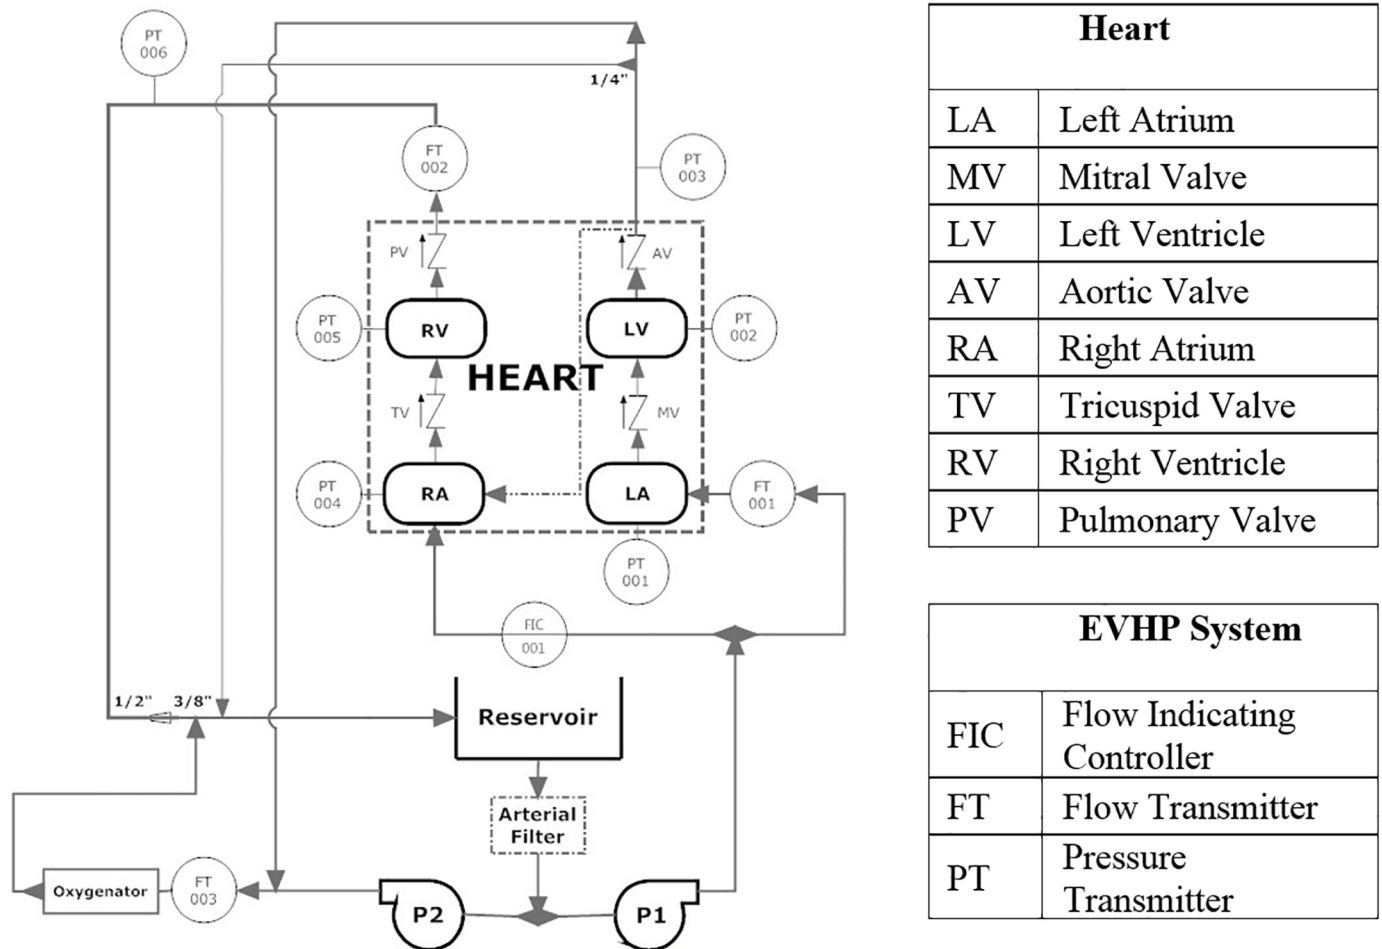 PT
006
1/4"
FT
002
PT
003
PV
AV
PT
005
RV
LV
PT
002
HEART
TV
MV
PT
004
RA
LA
FT
001
PT
001
FIC
001
1/2" 3/8"
Reservoir
Arterial
Filter
Oxygenator
FT
003
P2
P1
Heart
LA Left Atrium
MV Mitral Valve
LV Left Ventricle
AV Aortic Valve
RA Right Atrium
TV Tricuspid Valve
RV Right Ventricle
PV Pulmonary Valve
EVHP System
FIC Flow Indicating
Controller
FT Flow Transmitter
PT Pressure
Transmitter